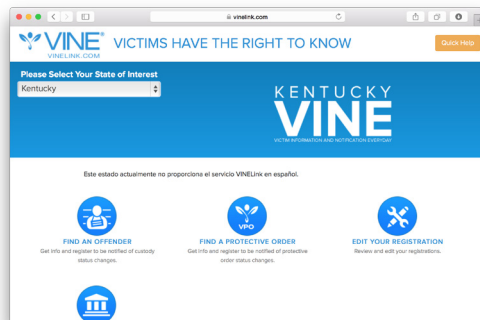 vinelink.com
VINE®
VINELINK.COM
VICTIMS HAVE THE RIGHT TO KNOW
Quick Help
Please Select Your State of Interest
Kentucky
KENTUCKY
VINE
VICTIM INFORMATION AND NOTIFICATION EVERYDAY
Este estado actualmente no proporciona el servicio VINELink en español.
VPO
FIND AN OFFENDER
Get info and register to be notified of custody
status changes.
FIND A PROTECTIVE ORDER
Get info and register to be notified of protective
order status changes.
EDIT YOUR REGISTRATION
Review and edit your registrations.